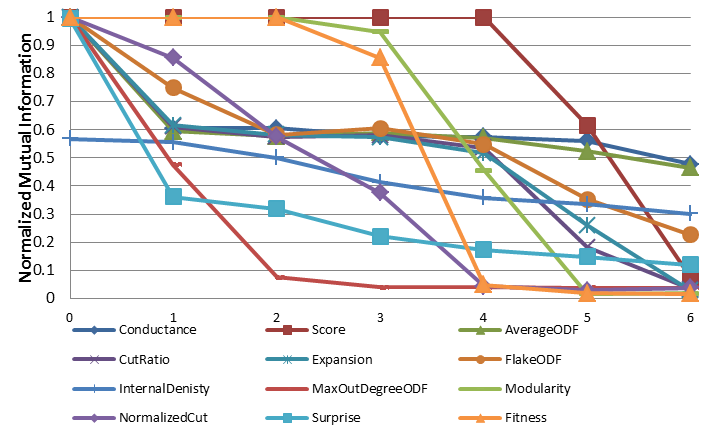 Normalized Mutual Information
1
0.9
0.8
0.7
0.6
0.5
0.4
0.3
0.2
0.1
0
0 1 2 3 4 5 6
Conductance Score AverageODF
CutRatio Expansion FlakeODF
InternalDenisty MaxOutDegreeODF Modularity
NormalizedCut Surprise Fitness